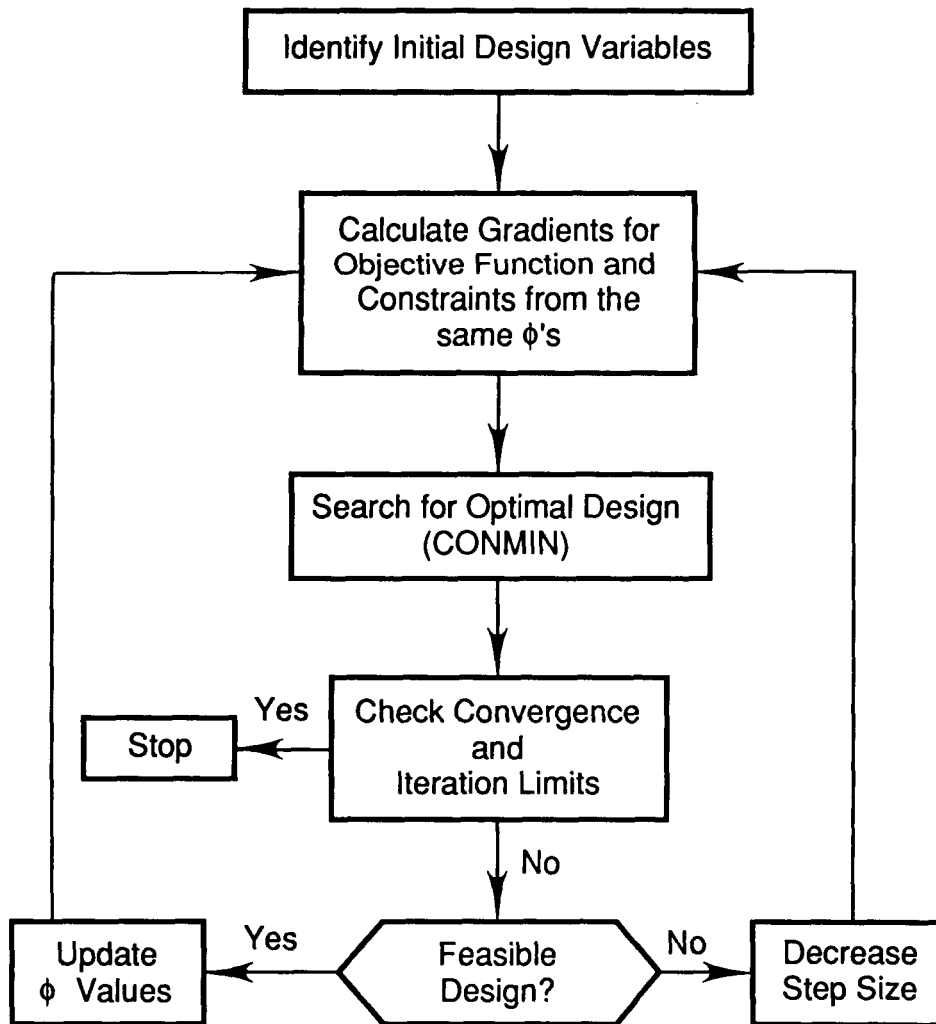 Identify Initial Design Variables
Calculate Gradients for
Objective Function and
Constraints from the
same ϕ's
Search for Optimal Design
(CONMIN)
Yes
Check Convergence
and
Iteration Limits
Stop
No
Yes
Feasible
Design?
No
Update
ϕ Values
Decrease
Step Size